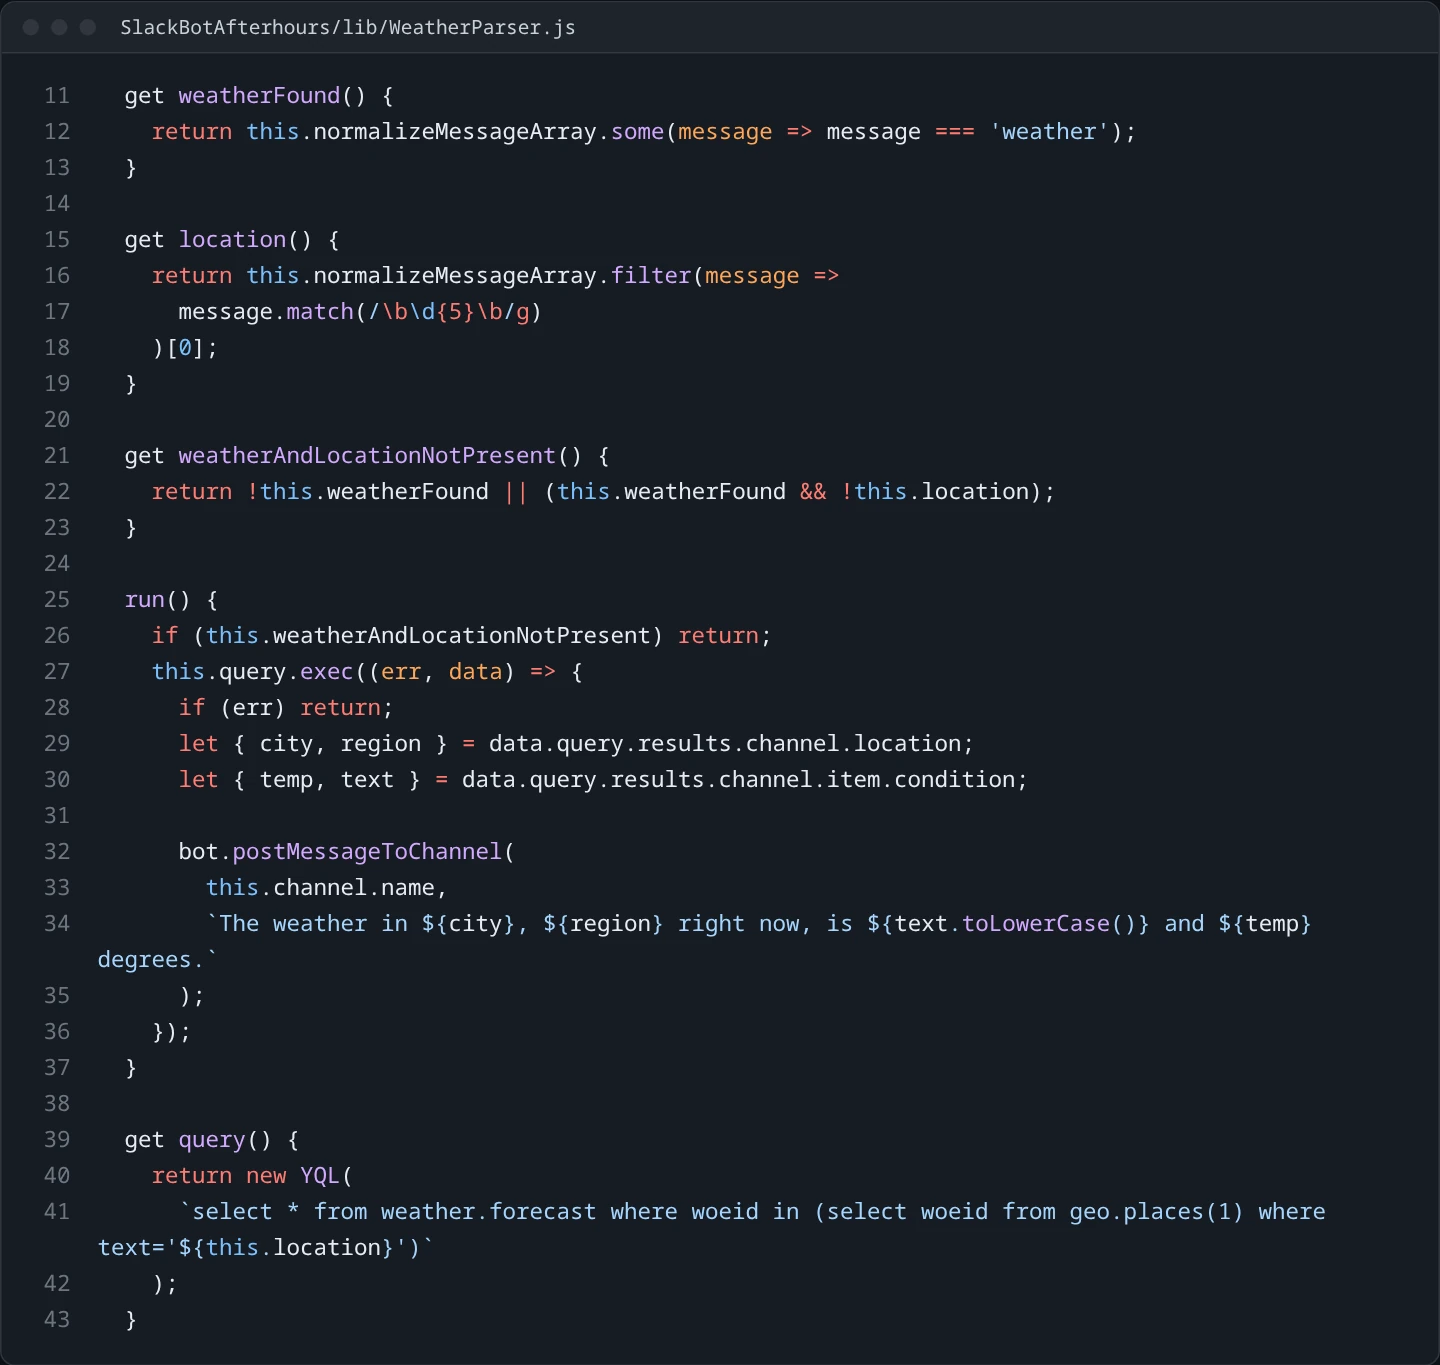 SlackBotAfterhours/lib/WeatherParser.js
11 get weatherFound() {
12 return this.normalizeMessageArray.some(message => message === 'weather');
13 }
14
15 get location() {
16 return this.normalizeMessageArray.filter(message =>
17 message.match(/\b\d{5}\b/g)
18 )[0];
19 }
20
21 get weatherAndLocationNotPresent() {
22 return !this.weatherFound || (this.weatherFound && !this.location);
23 }
24
25 run() {
26 if (this.weatherAndLocationNotPresent) return;
27 this.query.exec((err, data) => {
28 if (err) return;
29 let { city, region } = data.query.results.channel.location;
30 let { temp, text } = data.query.results.channel.item.condition;
31
32 bot.postMessageToChannel(
33 this.channel.name,
34 `The weather in ${city}, ${region} right now, is ${text.toLowerCase()} and ${temp}
degrees.`
35 );
36 });
37 }
38
39 get query() {
40 return new YQL(
41 `select * from weather.forecast where woeid in (select woeid from geo.places(1) where
text='${this.location}')`
42 );
43 }